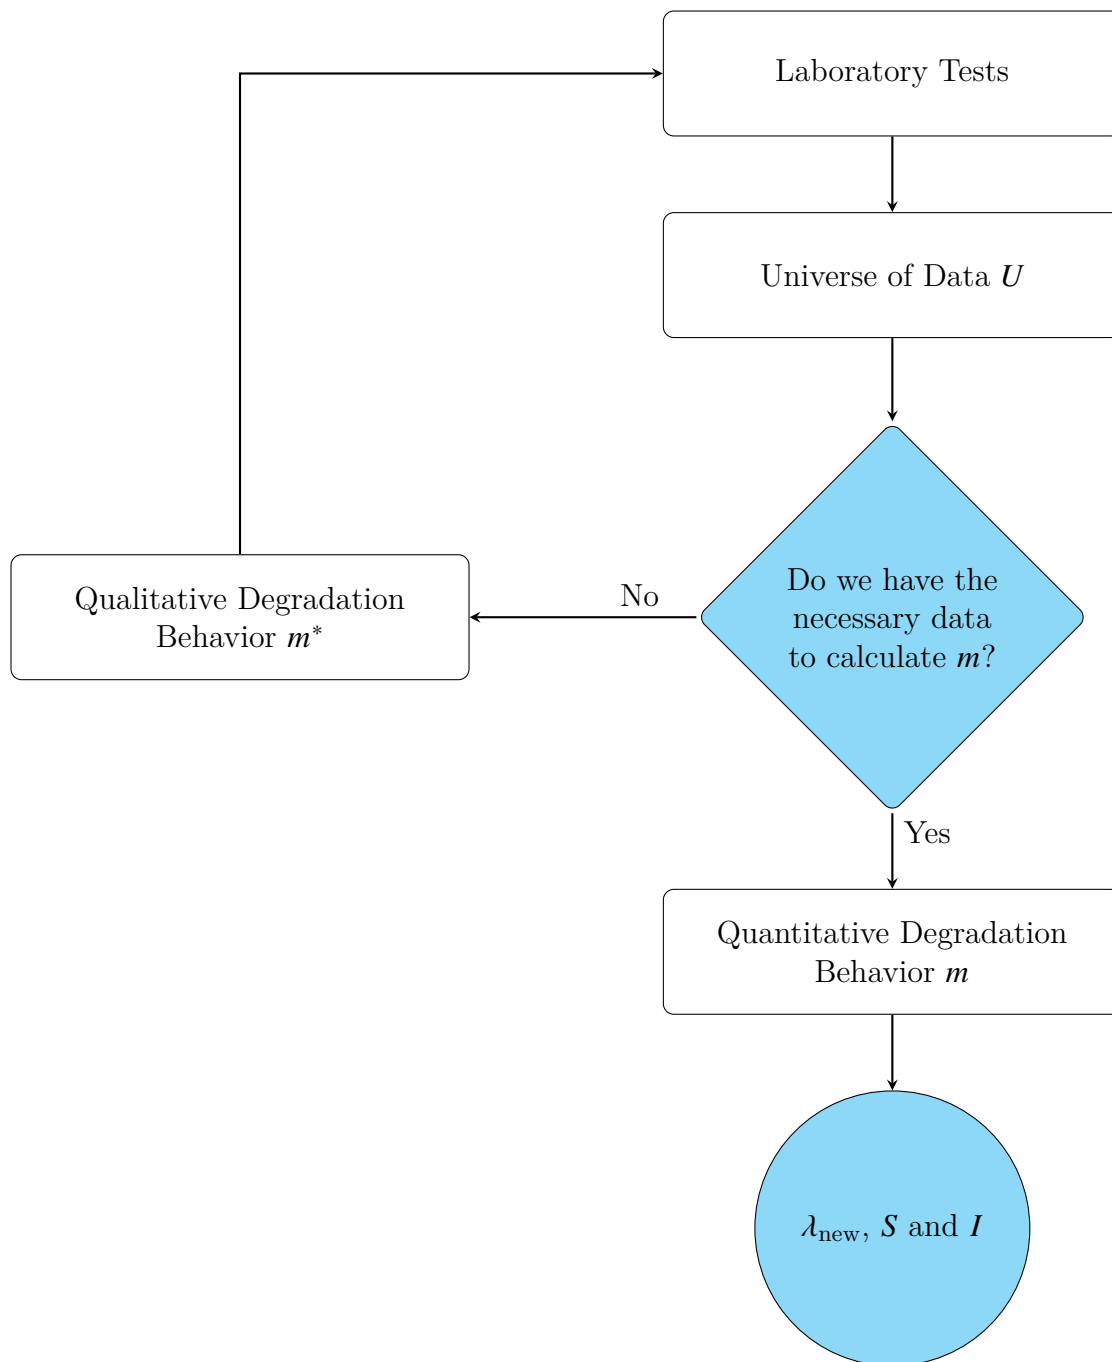 Laboratory Tests
Universe of Data U
Do we have the
necessary data
to calculate m?
No
Qualitative Degradation
Behavior m*
Yes
Quantitative Degradation
Behavior m
λnew, S and I